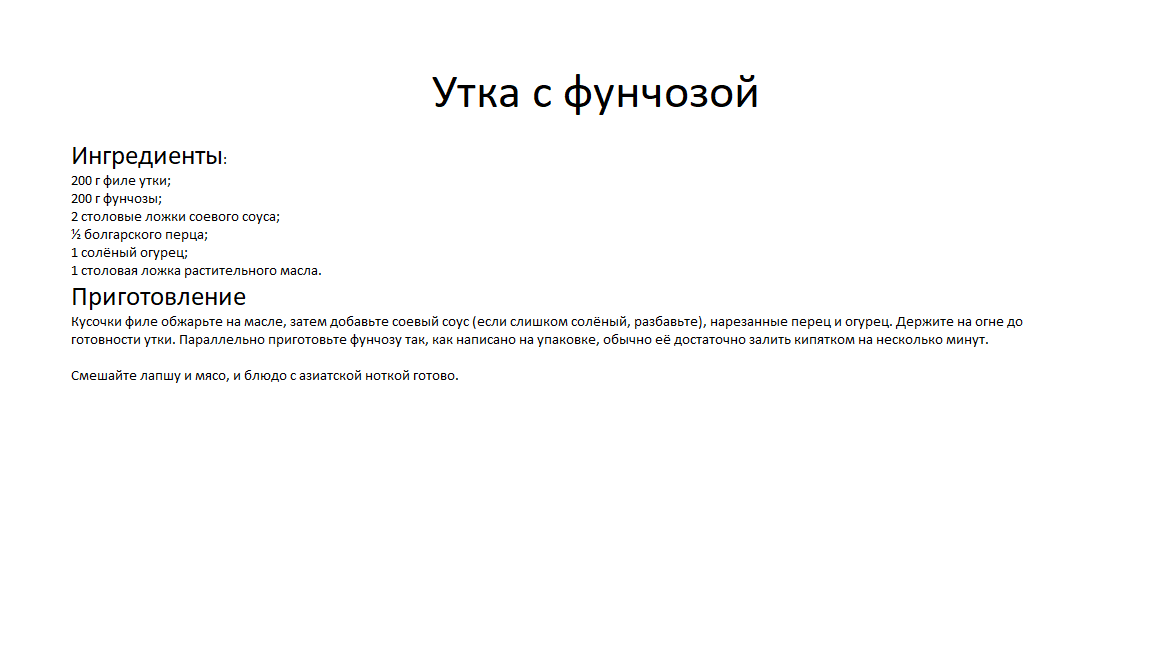 Утка с фунчозой
Ингредиенты:
200 г филе утки;
200 г фунчозы;
2 столовые ложки соевого соуса;
½ болгарского перца;
1 солёный огурец;
1 столовая ложка растительного масла.
Приготовление
Кусочки филе обжарьте на масле, затем добавьте соевый соус (если слишком солёный, разбавьте), нарезанные перец и огурец. Держите на огне до
готовности утки. Параллельно приготовьте фунчозу так, как написано на упаковке, обычно её достаточно залить кипятком на несколько минут.
Смешайте лапшу и мясо, и блюдо с азиатской ноткой готово.